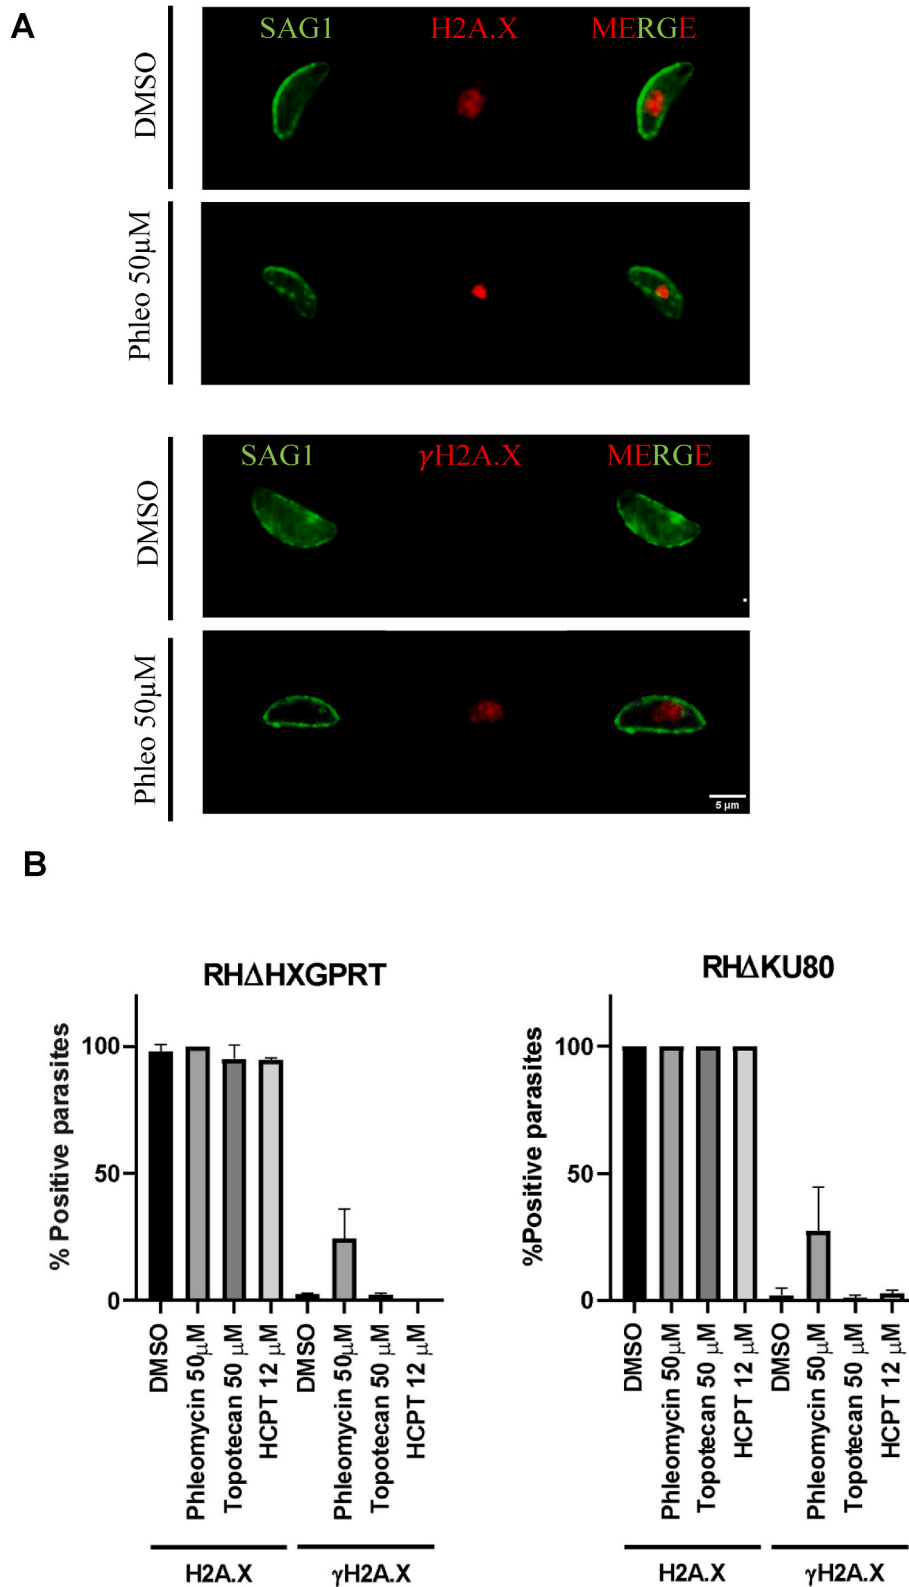 A
SAG1 H2A.X MERGE
DMSO
Phleo 50µM
SAG1 γH2A.X MERGE
DMSO
Phleo 50µM
5 µm
B
RHΔHXGPRT
% Positive parasites
100
50
0
DMSO
Phleomycin 50µM
Topotecan 50 µM
HCPT 12 µM
DMSO
Phleomycin 50µM
Topotecan 50 µM
HCPT 12 µM
H2A.X γH2A.X
RHΔKU80
%Positive parasites
100
50
0
DMSO
Phleomycin 50µM
Topotecan 50 µM
HCPT 12 µM
DMSO
Phleomycin 50µM
Topotecan 50 µM
HCPT 12 µM
H2A.X γH2A.X